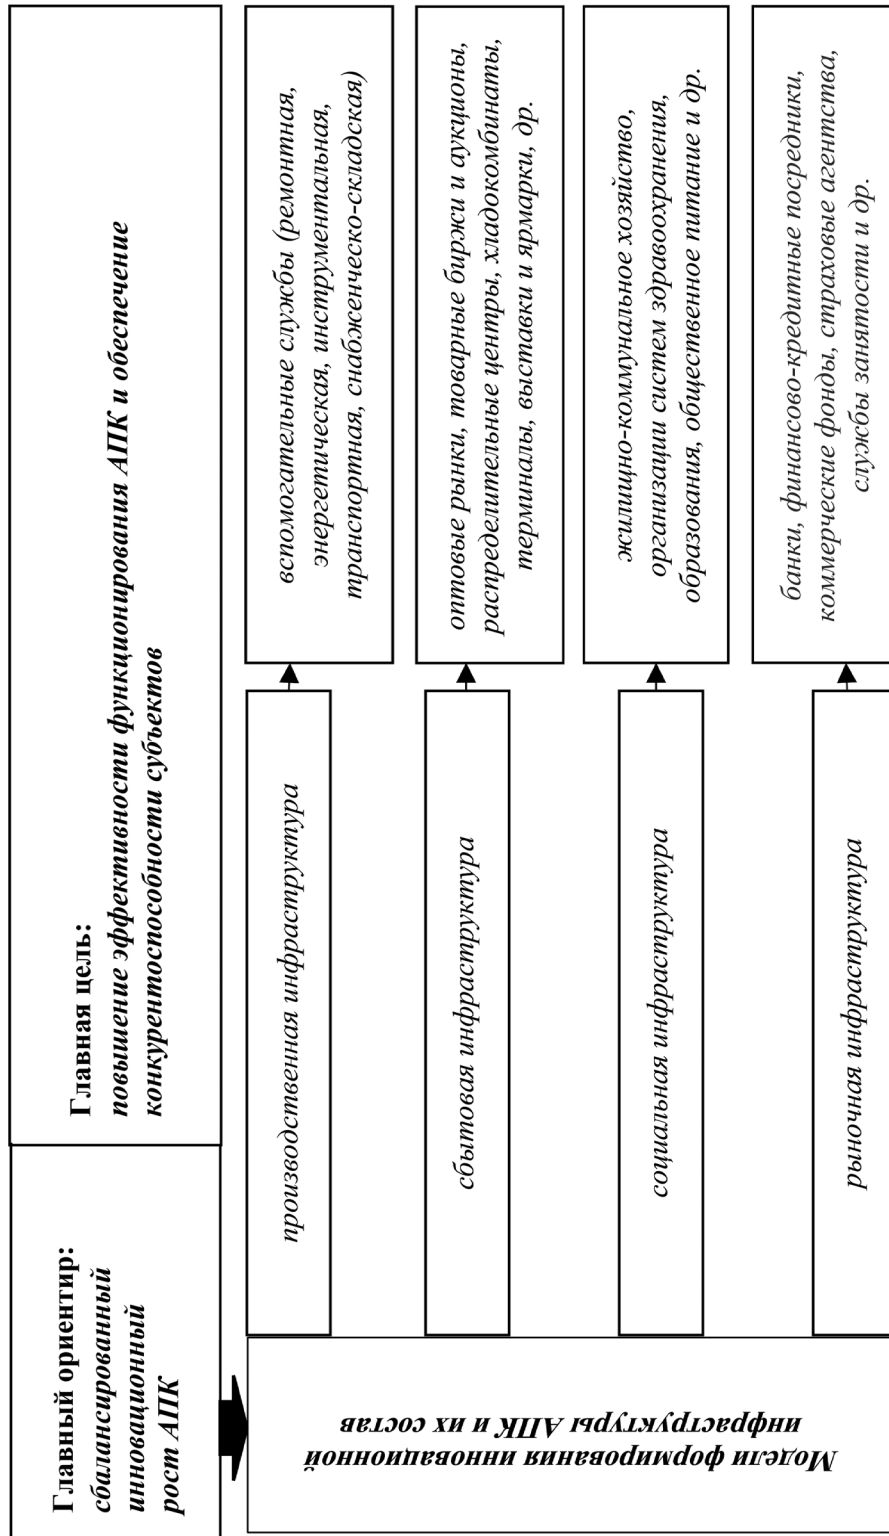 Главный ориентир:
сбалансированный
инновационный
рост АПК
Главная цель:
повышение эффективности функционирования АПК и обеспечение
конкурентоспособности субъектов
Модели формирования инновационной
инфраструктуры АПК и их состав
производственная инфраструктура
вспомогательные службы (ремонтная,
энергетическая, инструментальная,
транспортная, снабженческо-складская)
сбытовая инфраструктура
оптовые рынки, товарные биржи и аукционы,
распределительные центры, хладокомбинаты,
терминалы, выставки и ярмарки, др.
социальная инфраструктура
жилищно-коммунальное хозяйство,
организации систем здравоохранения,
образования, общественное питание и др.
рыночная инфраструктура
банки, финансово-кредитные посредники,
коммерческие фонды, страховые агентства,
службы занятости и др.